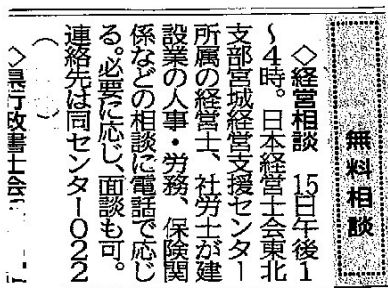 無料相談
◇経営相談　15日午後1
～4時。日本経営士会東北
支部宮城経営支援センター
所属の経営士、社労士が建
設業の人事・労務、保険関
係などの相談に電話で応じ
る。必要に応じ、面談も可。
連絡先は同センター022
（　　）
◇県行政書士会